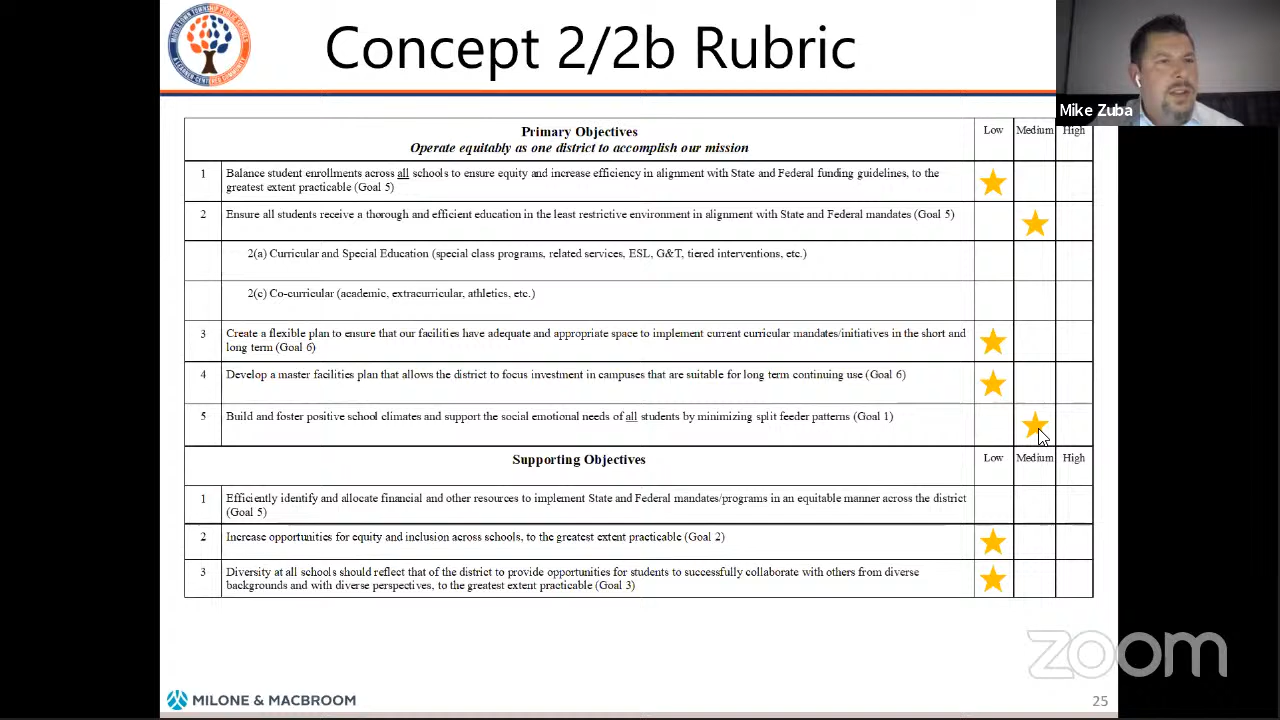 MIDDLETOWN TOWNSHIP PUBLIC SCHOOLS
A LEARNER-CENTERED COMMUNITY
Concept 2/2b Rubric
Mike Zuba
Primary Objectives
Operate equitably as one district to accomplish our mission
Low
Medium
High
1
Balance student enrollments across all schools to ensure equity and increase efficiency in alignment with State and Federal funding guidelines, to the
greatest extent practicable (Goal 5)
2
Ensure all students receive a thorough and efficient education in the least restrictive environment in alignment with State and Federal mandates (Goal 5)
2(a) Curricular and Special Education (special class programs, related services, ESL, G&T, tiered interventions, etc.)
2(c) Co-curricular (academic, extracurricular, athletics, etc.)
3
Create a flexible plan to ensure that our facilities have adequate and appropriate space to implement current curricular mandates/initiatives in the short and
long term (Goal 6)
4
Develop a master facilities plan that allows the district to focus investment in campuses that are suitable for long term continuing use (Goal 6)
5
Build and foster positive school climates and support the social emotional needs of all students by minimizing split feeder patterns (Goal 1)
Supporting Objectives
Low
Medium
High
1
Efficiently identify and allocate financial and other resources to implement State and Federal mandates/programs in an equitable manner across the district
(Goal 5)
2
Increase opportunities for equity and inclusion across schools, to the greatest extent practicable (Goal 2)
3
Diversity at all schools should reflect that of the district to provide opportunities for students to successfully collaborate with others from diverse
backgrounds and with diverse perspectives, to the greatest extent practicable (Goal 3)
zoom
MILONE & MACBROOM
25